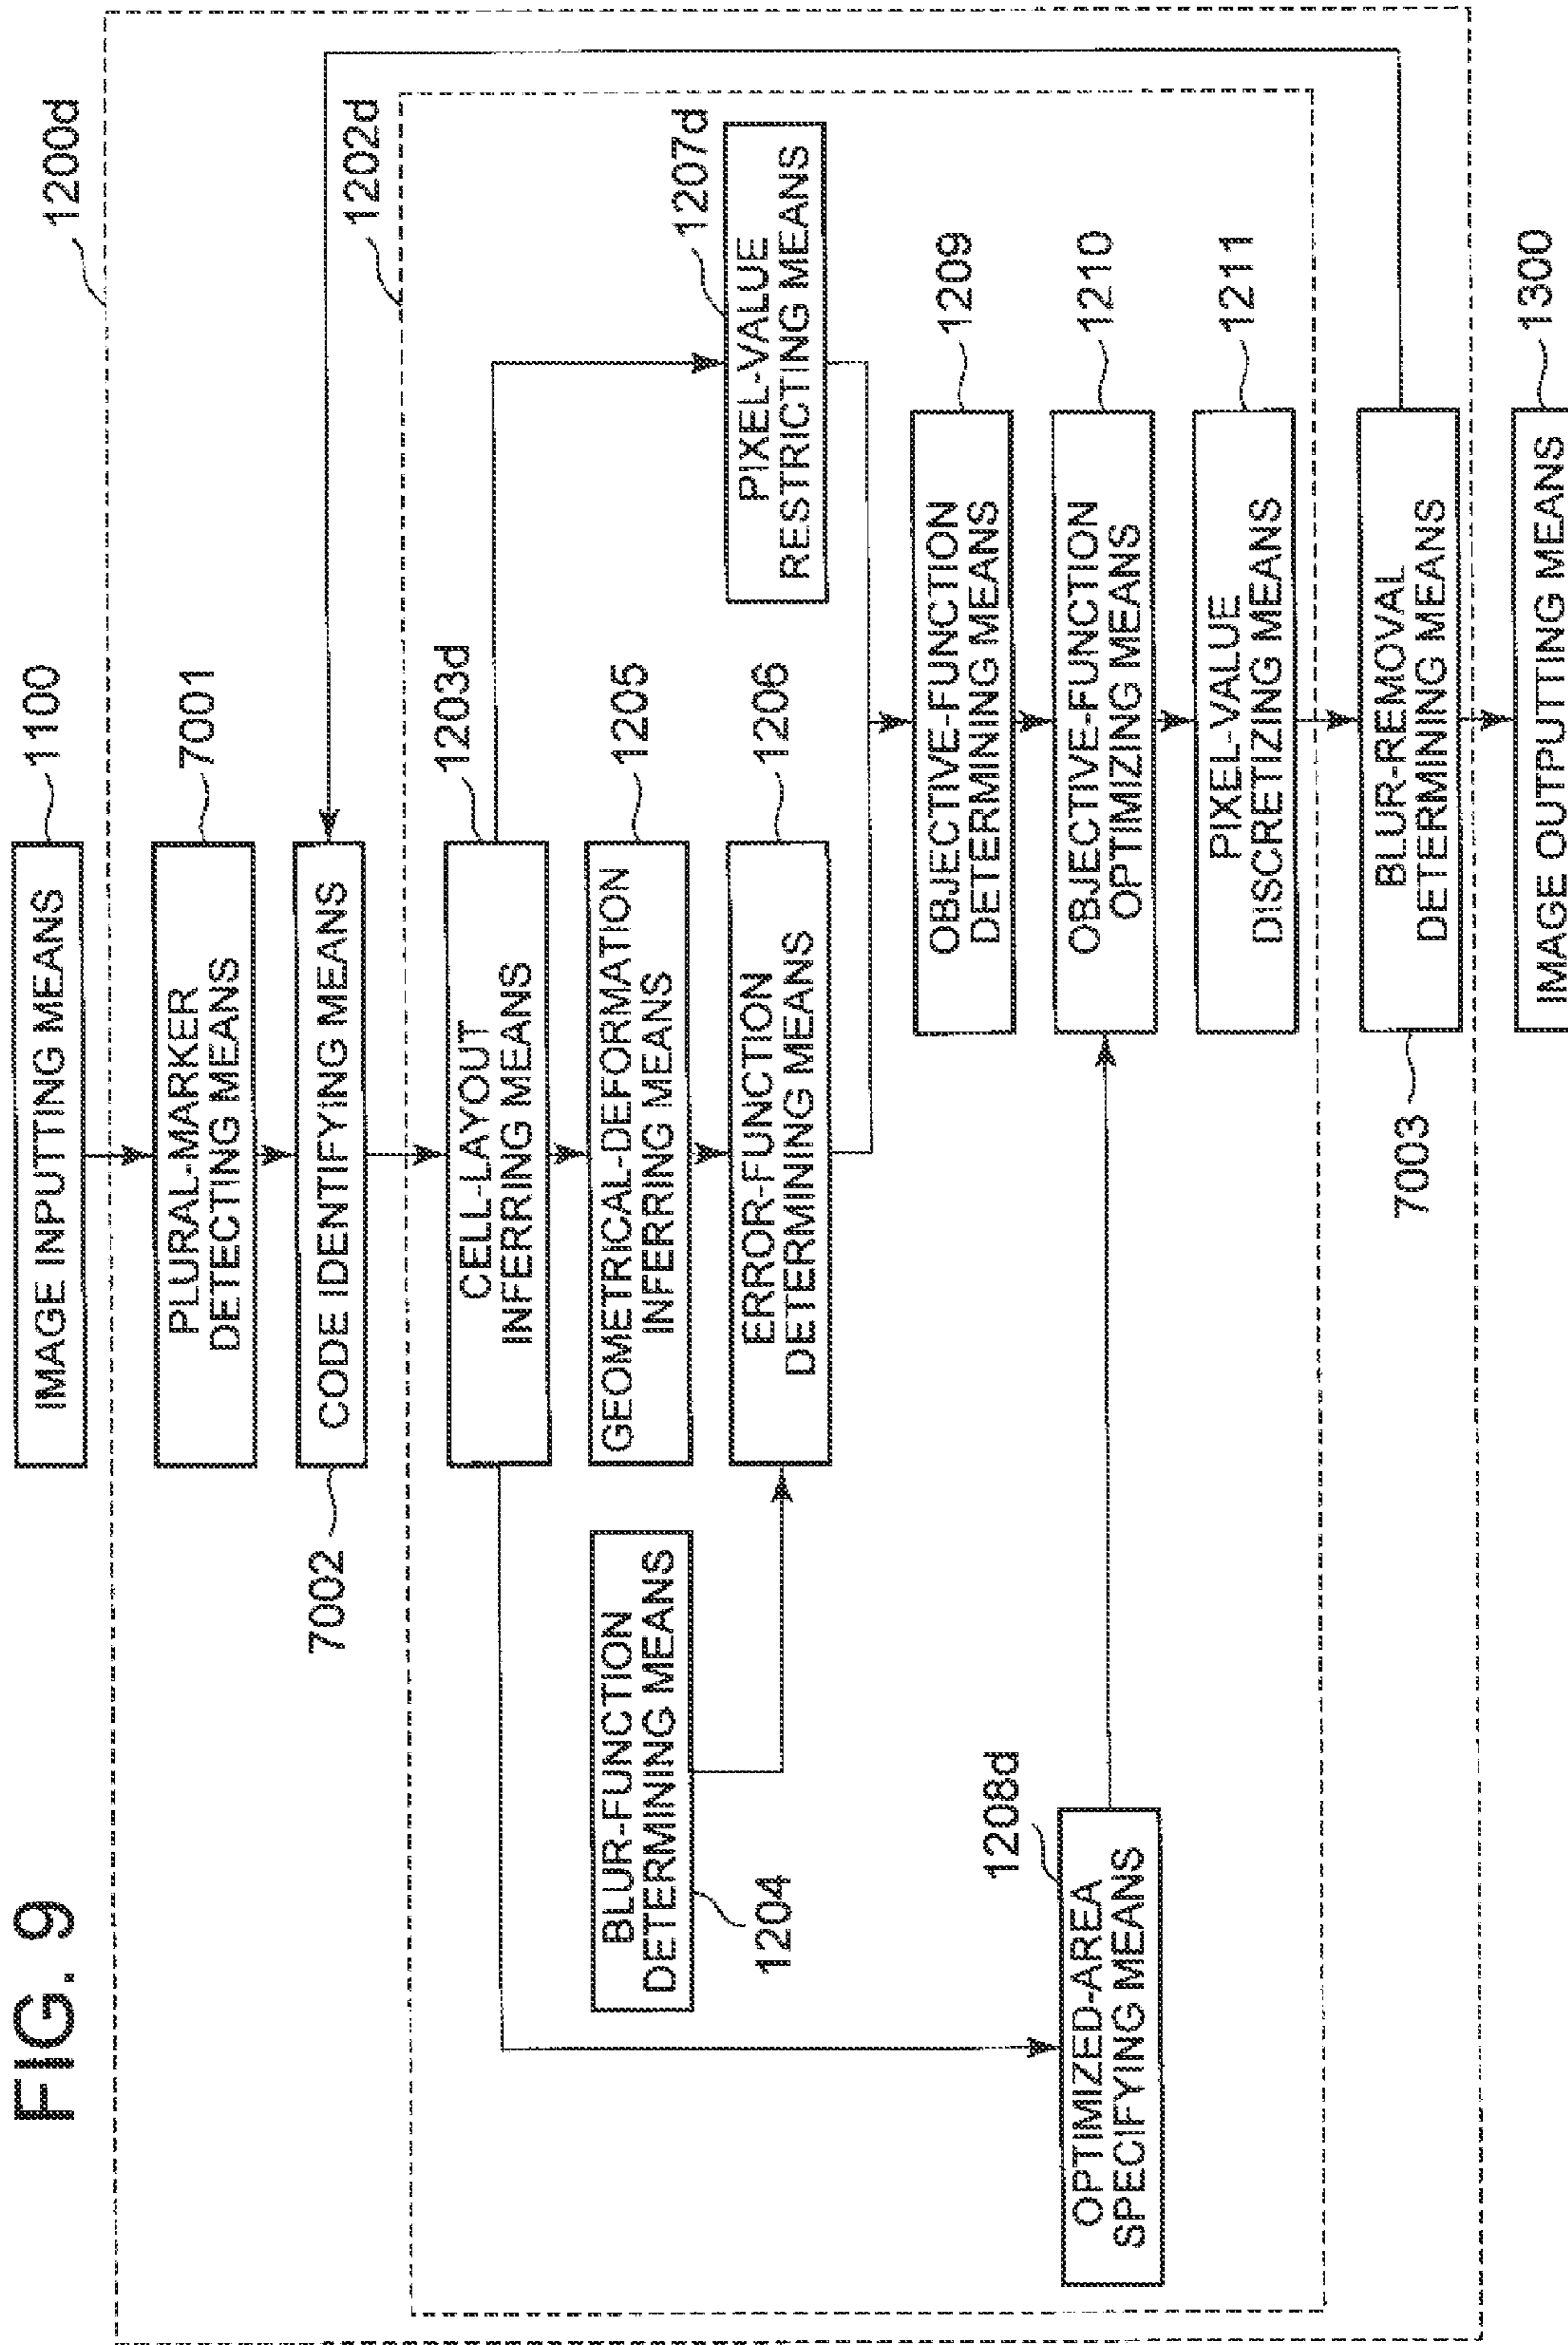 FIG. 9
IMAGE INPUTTING MEANS
1100
1200d
PLURAL-MARKER
DETECTING MEANS
7001
CODE IDENTIFYING MEANS
7002
1202d
CELL-LAYOUT
INFERRING MEANS
1203d
BLUR-FUNCTION
DETERMINING MEANS
1204
GEOMETRICAL-DEFORMATION
INFERRING MEANS
1205
ERROR-FUNCTION
DETERMINING MEANS
1206
PIXEL-VALUE
RESTRICTING MEANS
1207d
OBJECTIVE-FUNCTION
DETERMINING MEANS
1209
OPTIMIZED-AREA
SPECIFYING MEANS
1208d
OBJECTIVE-FUNCTION
OPTIMIZING MEANS
1210
PIXEL-VALUE
DISCRETIZING MEANS
1211
BLUR-REMOVAL
DETERMINING MEANS
7003
IMAGE OUTPUTTING MEANS
1300